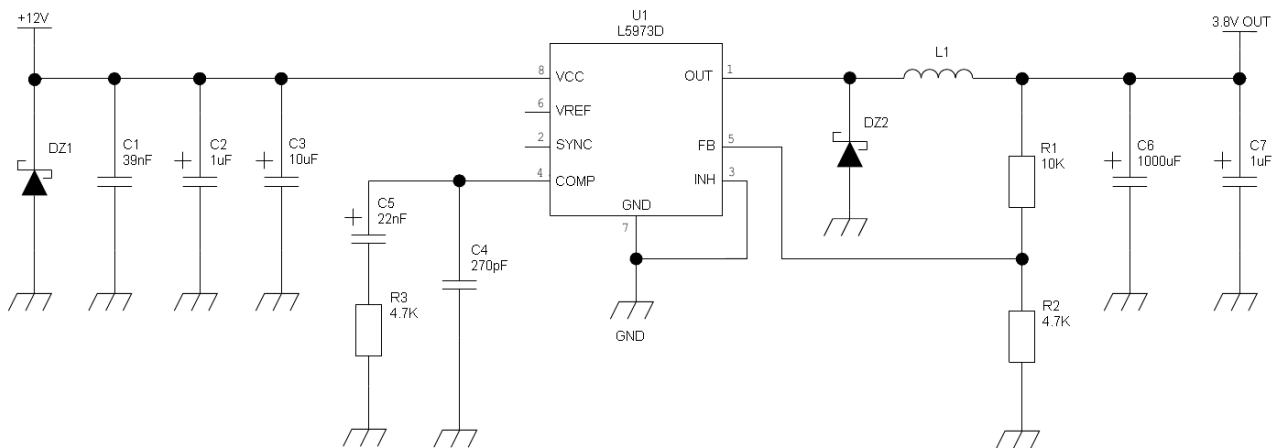 +12V
U1
L5973D
3.8V OUT
L1
8
VCC
OUT
1
6
VREF
2
SYNC
FB
5
4
COMP
INH
3
GND
7
GND
DZ1
C1
39nF
C2
1uF
C3
10uF
C5
22nF
C4
270pF
R3
4.7K
DZ2
R1
10K
C6
1000uF
C7
1uF
R2
4.7K